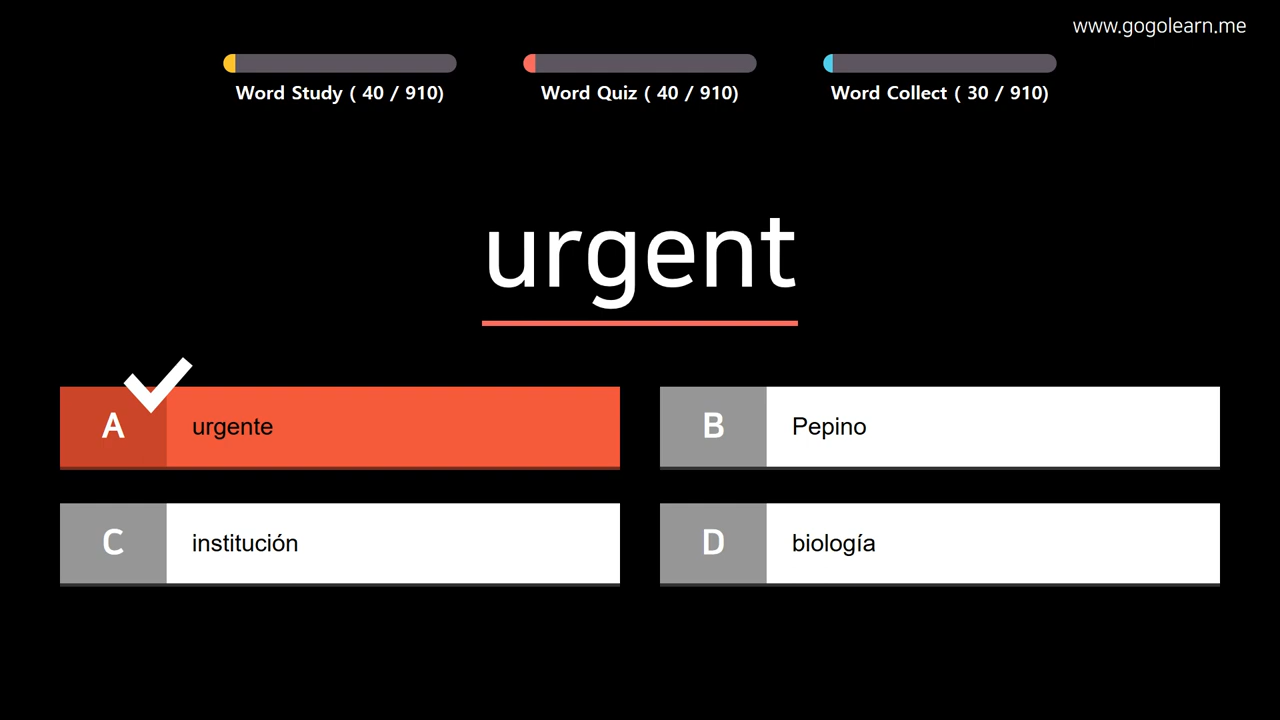 www.gogolearn.me
Word Study ( 40 / 910)
Word Quiz ( 40 / 910)
Word Collect ( 30 / 910)
urgent
A urgente
B Pepino
C institución
D biología